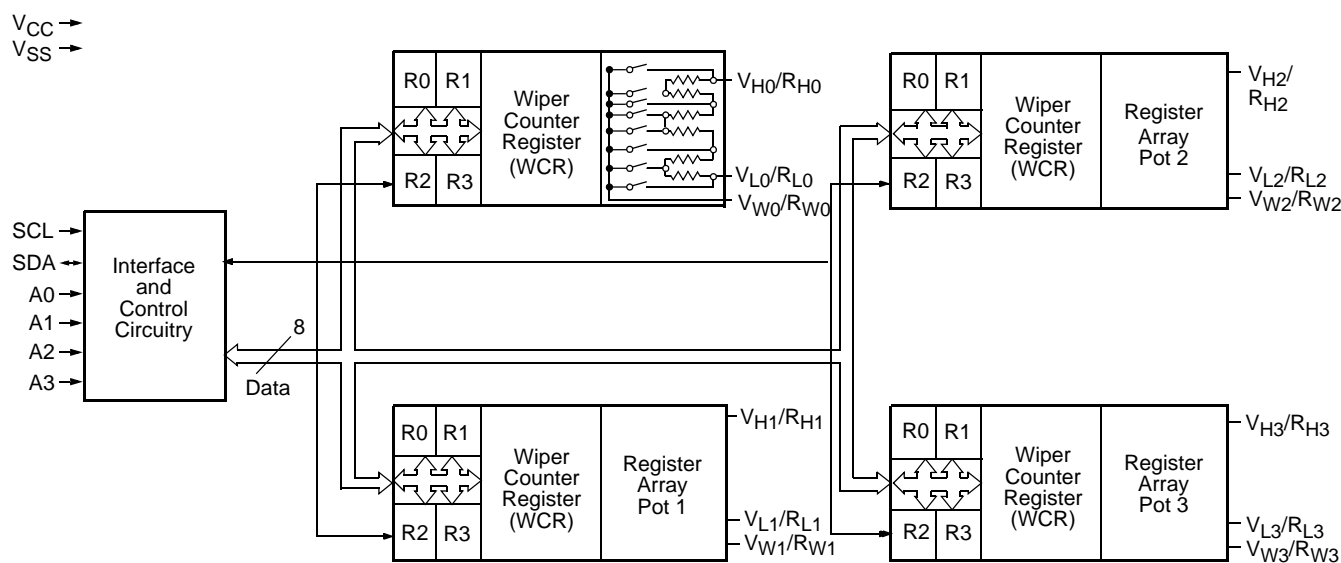 VCC
VSS
R0 R1
Wiper
Counter
Register
(WCR)
R2 R3
VH0/RH0
VL0/RL0
VW0/RW0
R0 R1
Wiper
Counter
Register
(WCR)
R2 R3
Register
Array
Pot 2
VH2/
RH2
VL2/RL2
VW2/RW2
SCL
SDA
A0
A1
A2
A3
Interface
and
Control
Circuitry
8
Data
R0 R1
Wiper
Counter
Register
(WCR)
R2 R3
Register
Array
Pot 1
VH1/RH1
VL1/RL1
VW1/RW1
R0 R1
Wiper
Counter
Register
(WCR)
R2 R3
Register
Array
Pot 3
VH3/RH3
VL3/RL3
VW3/RW3